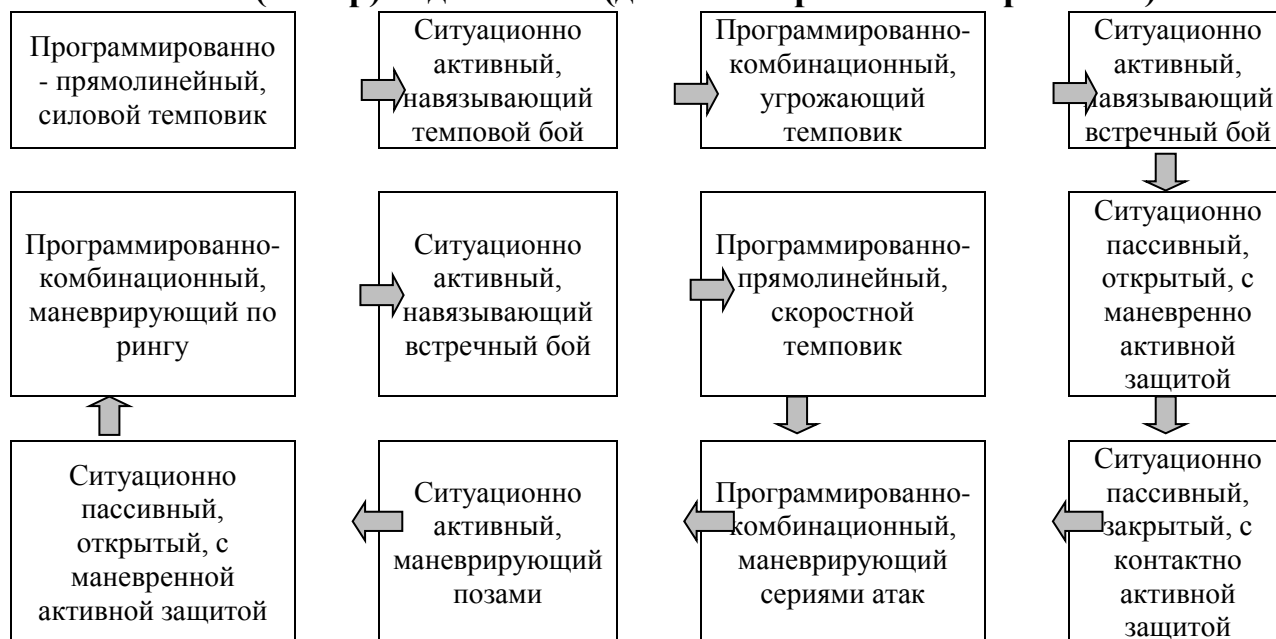 Программированно
- прямолинейный,
силовой темповик
Ситуационно
активный,
навязывающий
темповой бой
Программированно-
комбинационный,
угрожающий
темповик
Ситуационно
активный,
навязывающий
встречный бой
Программированно-
комбинационный,
маневрирующий по
рингу
Ситуационно
активный,
навязывающий
встречный бой
Программированно-
прямолинейный,
скоростной
темповик
Ситуационно
пассивный,
открытый, с
маневренно
активной
защитой
Ситуационно
пассивный,
открытый, с
маневренной
активной защитой
Ситуационно
активный,
маневрирующий
позами
Программированно-
комбинационный,
маневрирующий
сериями атак
Ситуационно
пассивный,
закрытый, с
контактно
активной
защитой